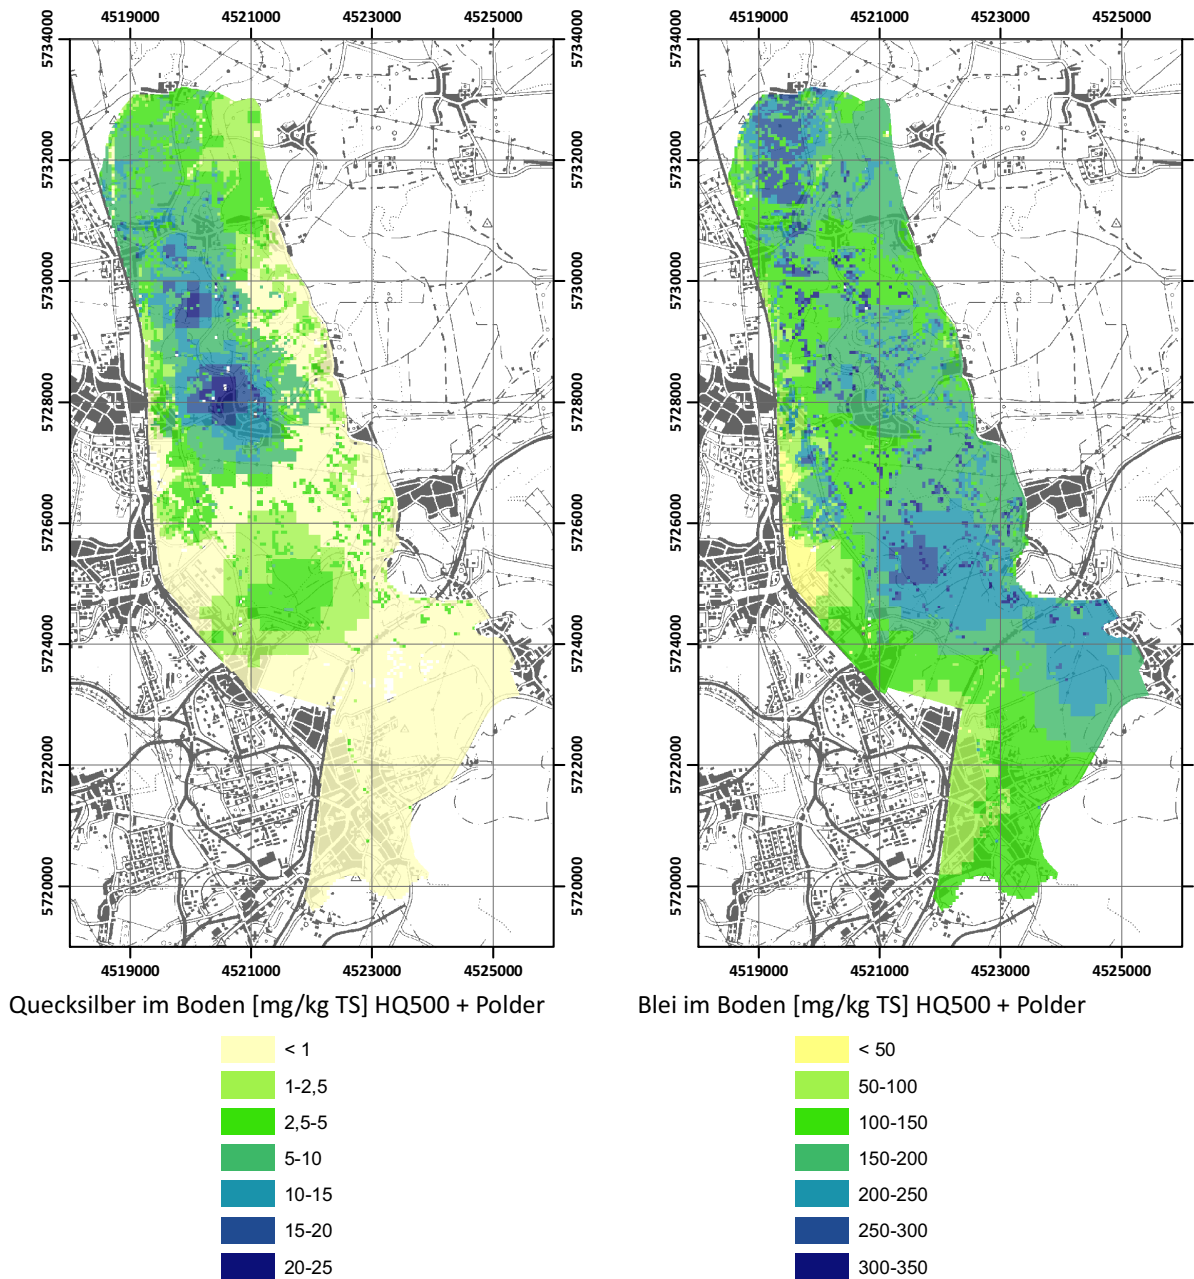 4519000 4521000 4523000 4525000
4519000 4521000 4523000 4525000
5734000 5734000 5734000 5734000
5732000 5732000 5732000 5732000
5730000 5730000 5730000 5730000
5728000 5728000 5728000 5728000
5726000 5726000 5726000 5726000
5724000 5724000 5724000 5724000
5722000 5722000 5722000 5722000
5720000 5720000 5720000 5720000
4519000 4521000 4523000 4525000
4519000 4521000 4523000 4525000
Quecksilber im Boden [mg/kg TS] HQ500 + Polder
< 1
1-2,5
2,5-5
5-10
10-15
15-20
20-25
Blei im Boden [mg/kg TS] HQ500 + Polder
< 50
50-100
100-150
150-200
200-250
250-300
300-350